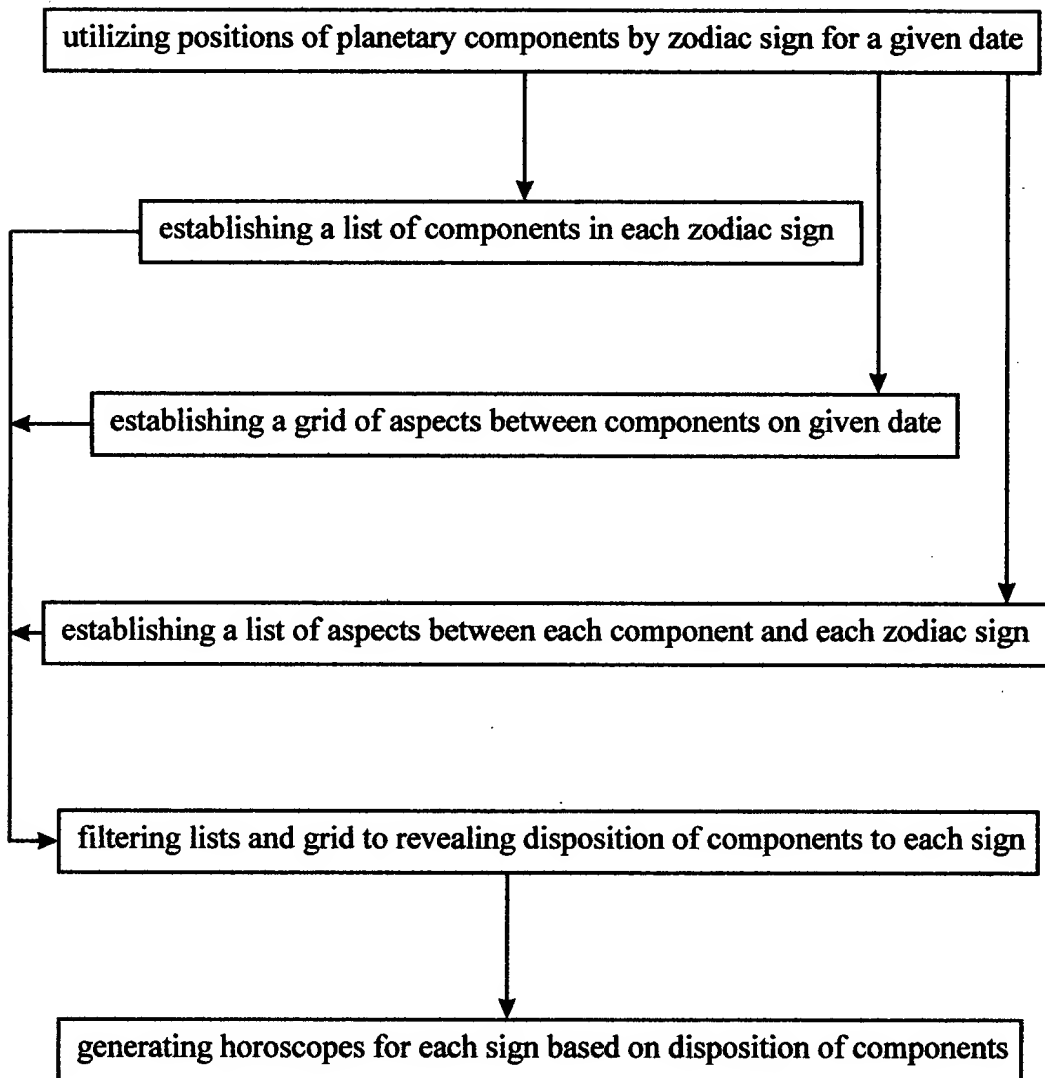 utilizing positions of planetary components by zodiac sign for a given date
establishing a list of components in each zodiac sign
establishing a grid of aspects between components on given date
establishing a list of aspects between each component and each zodiac sign
filtering lists and grid to revealing disposition of components to each sign
generating horoscopes for each sign based on disposition of components